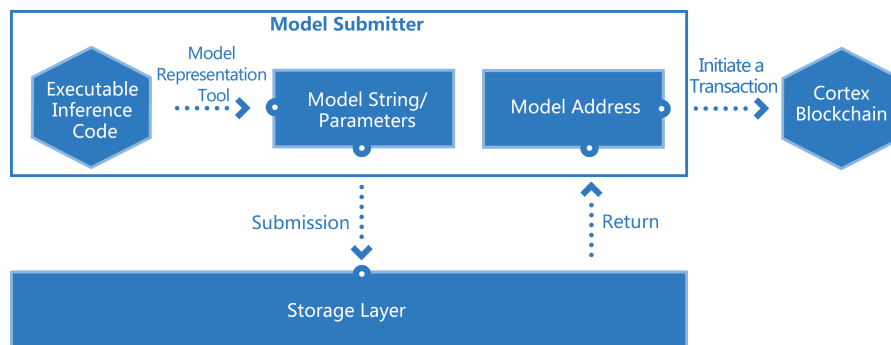 Model Submitter
Executable
Inference
Code
Model
Representation
Tool
Model String/
Parameters
Model Address
Initiate a
Transaction
Cortex
Blockchain
Submission
Return
Storage Layer